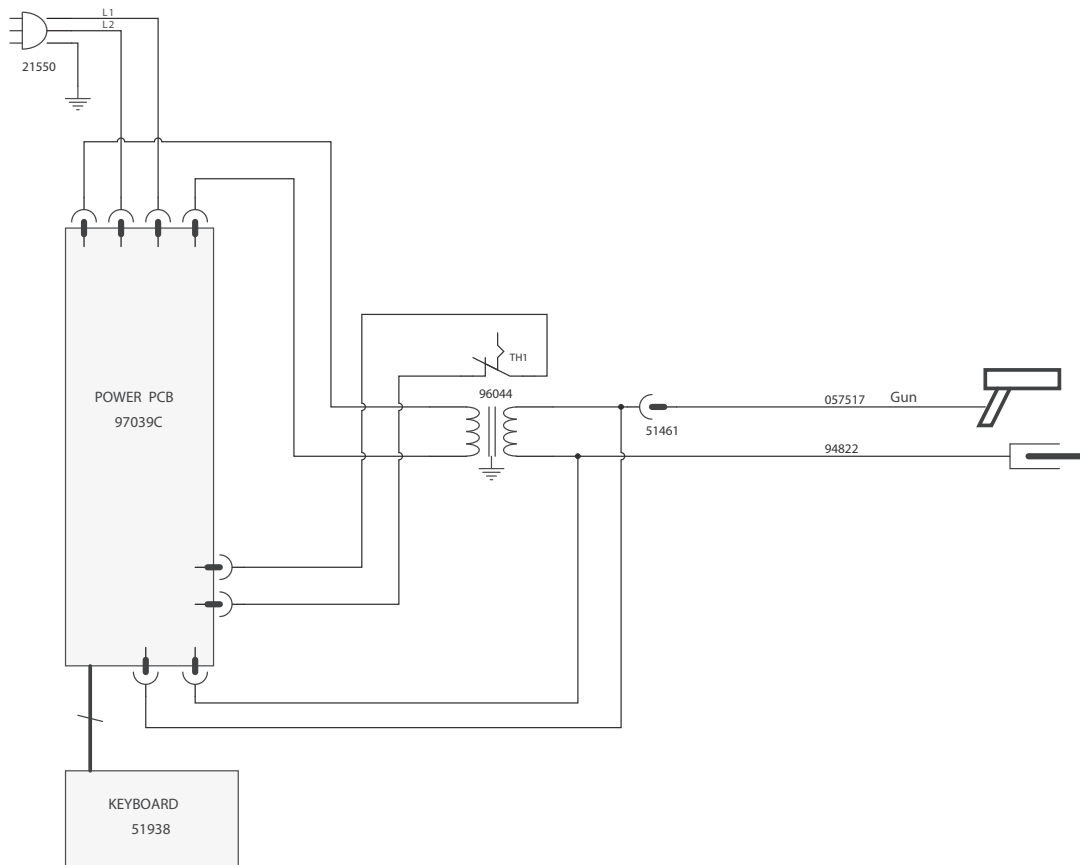 L1
L2
21550
TH1
POWER PCB
97039C
96044
057517 Gun
51461
94822
KEYBOARD
51938